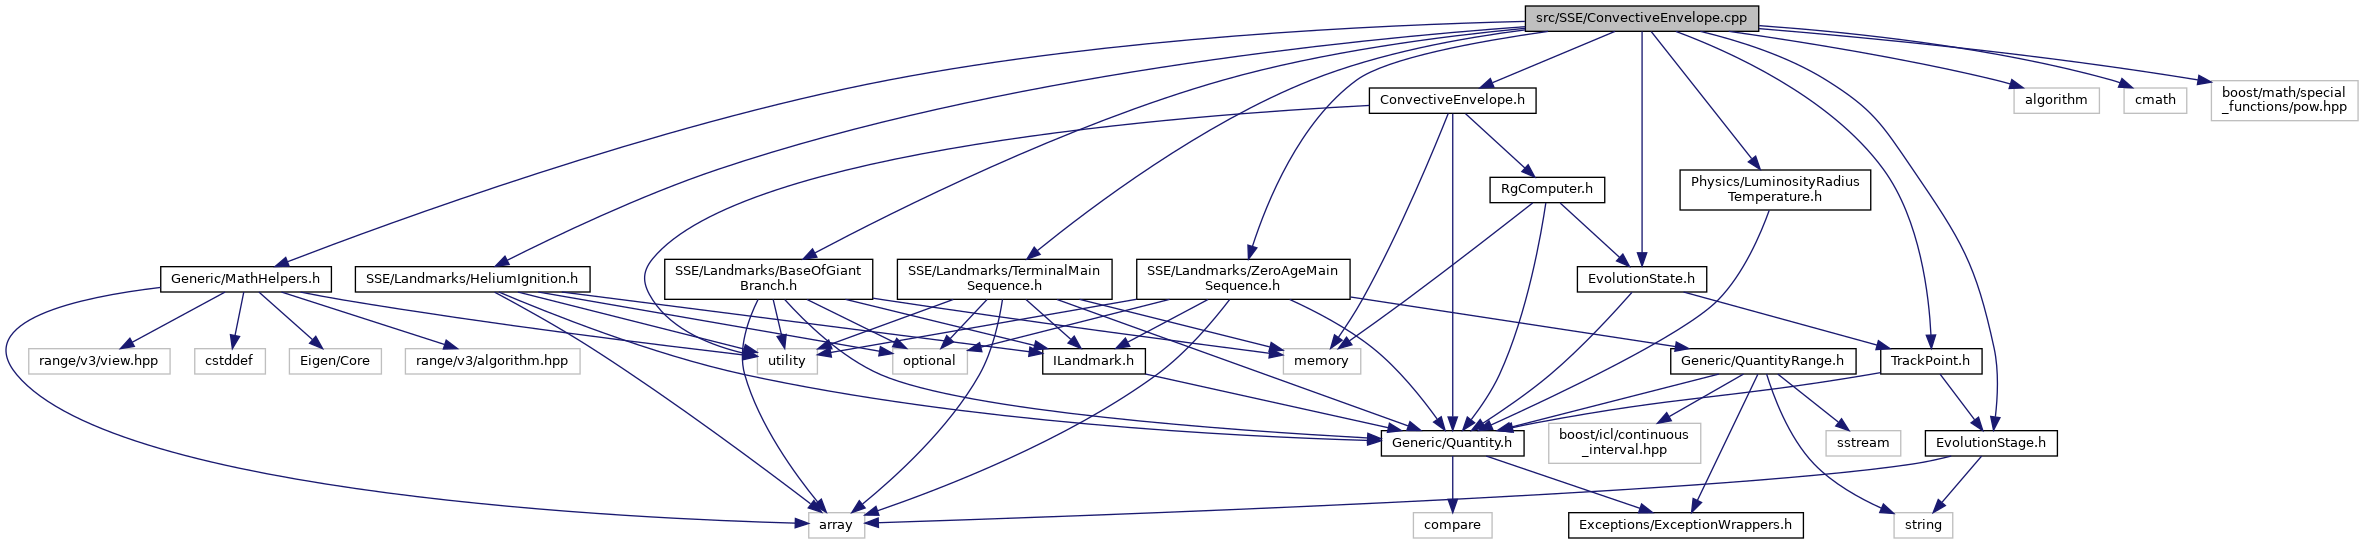 src/SSE/ConvectiveEnvelope.cpp
ConvectiveEnvelope.h
algorithm
cmath
boost/math/special
_functions/pow.hpp
RgComputer.h
Physics/LuminosityRadius
Temperature.h
Generic/MathHelpers.h
SSE/Landmarks/HeliumIgnition.h
SSE/Landmarks/BaseOfGiant
Branch.h
SSE/Landmarks/TerminalMain
Sequence.h
SSE/Landmarks/ZeroAgeMain
Sequence.h
EvolutionState.h
range/v3/view.hpp
cstddef
Eigen/Core
range/v3/algorithm.hpp
utility
optional
ILandmark.h
memory
Generic/QuantityRange.h
TrackPoint.h
Generic/Quantity.h
boost/icl/continuous
_interval.hpp
sstream
EvolutionStage.h
array
compare
Exceptions/ExceptionWrappers.h
string